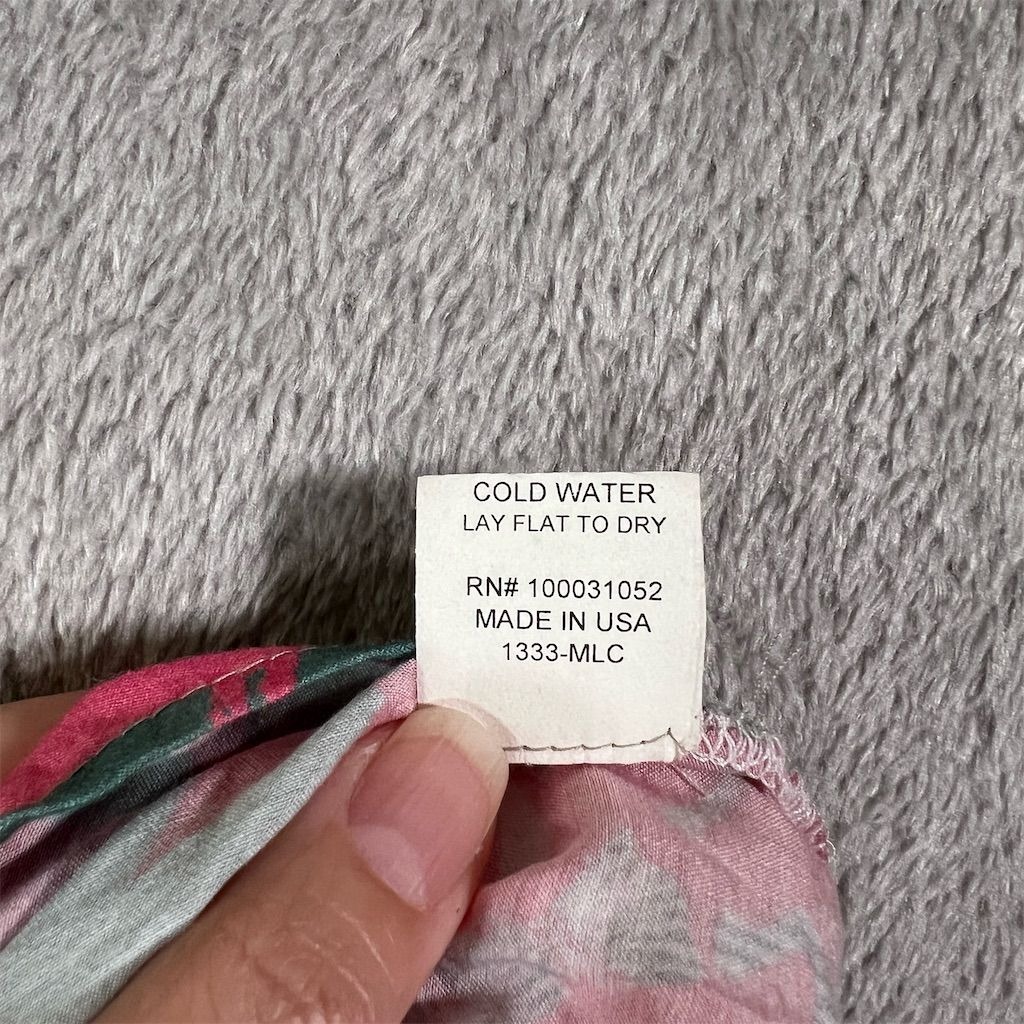 COLD WATER
LAY FLAT TO DRY
RN# 100031052
MADE IN USA
1333-MLC